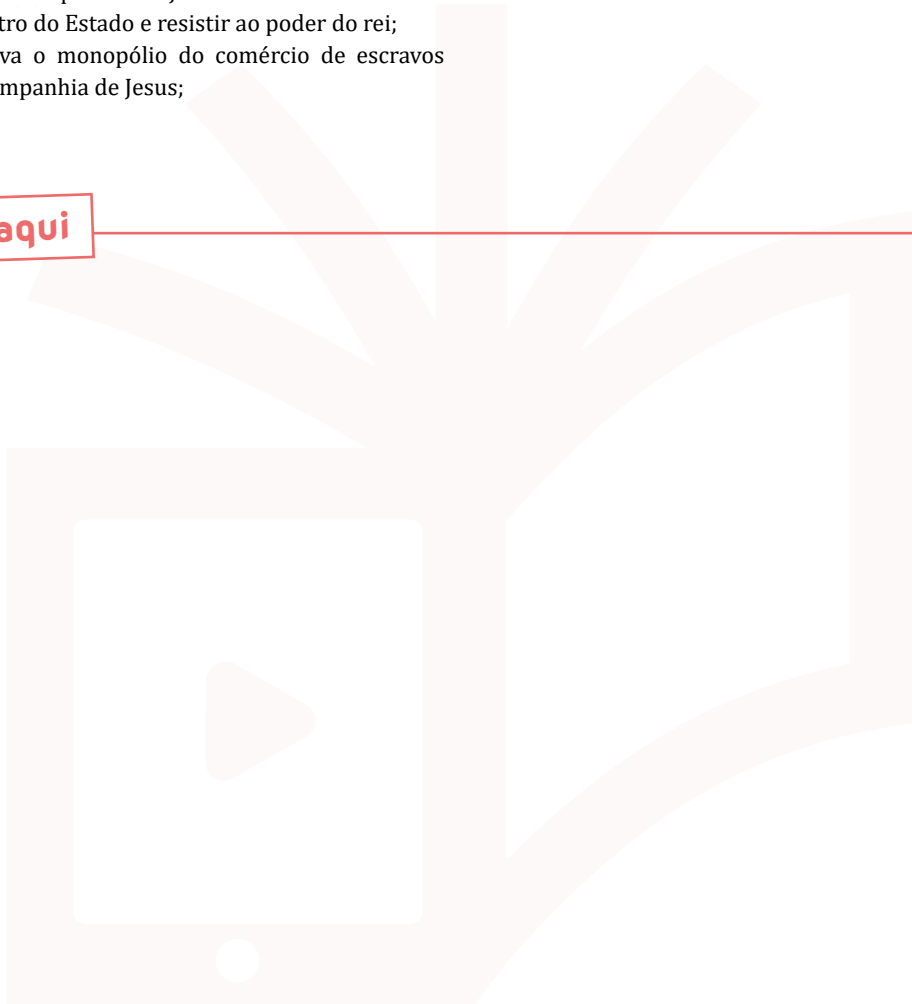 tro do Estado e resistir ao poder do rei;
va o monopólio do comércio de escravos
mpanhia de Jesus;
aqui